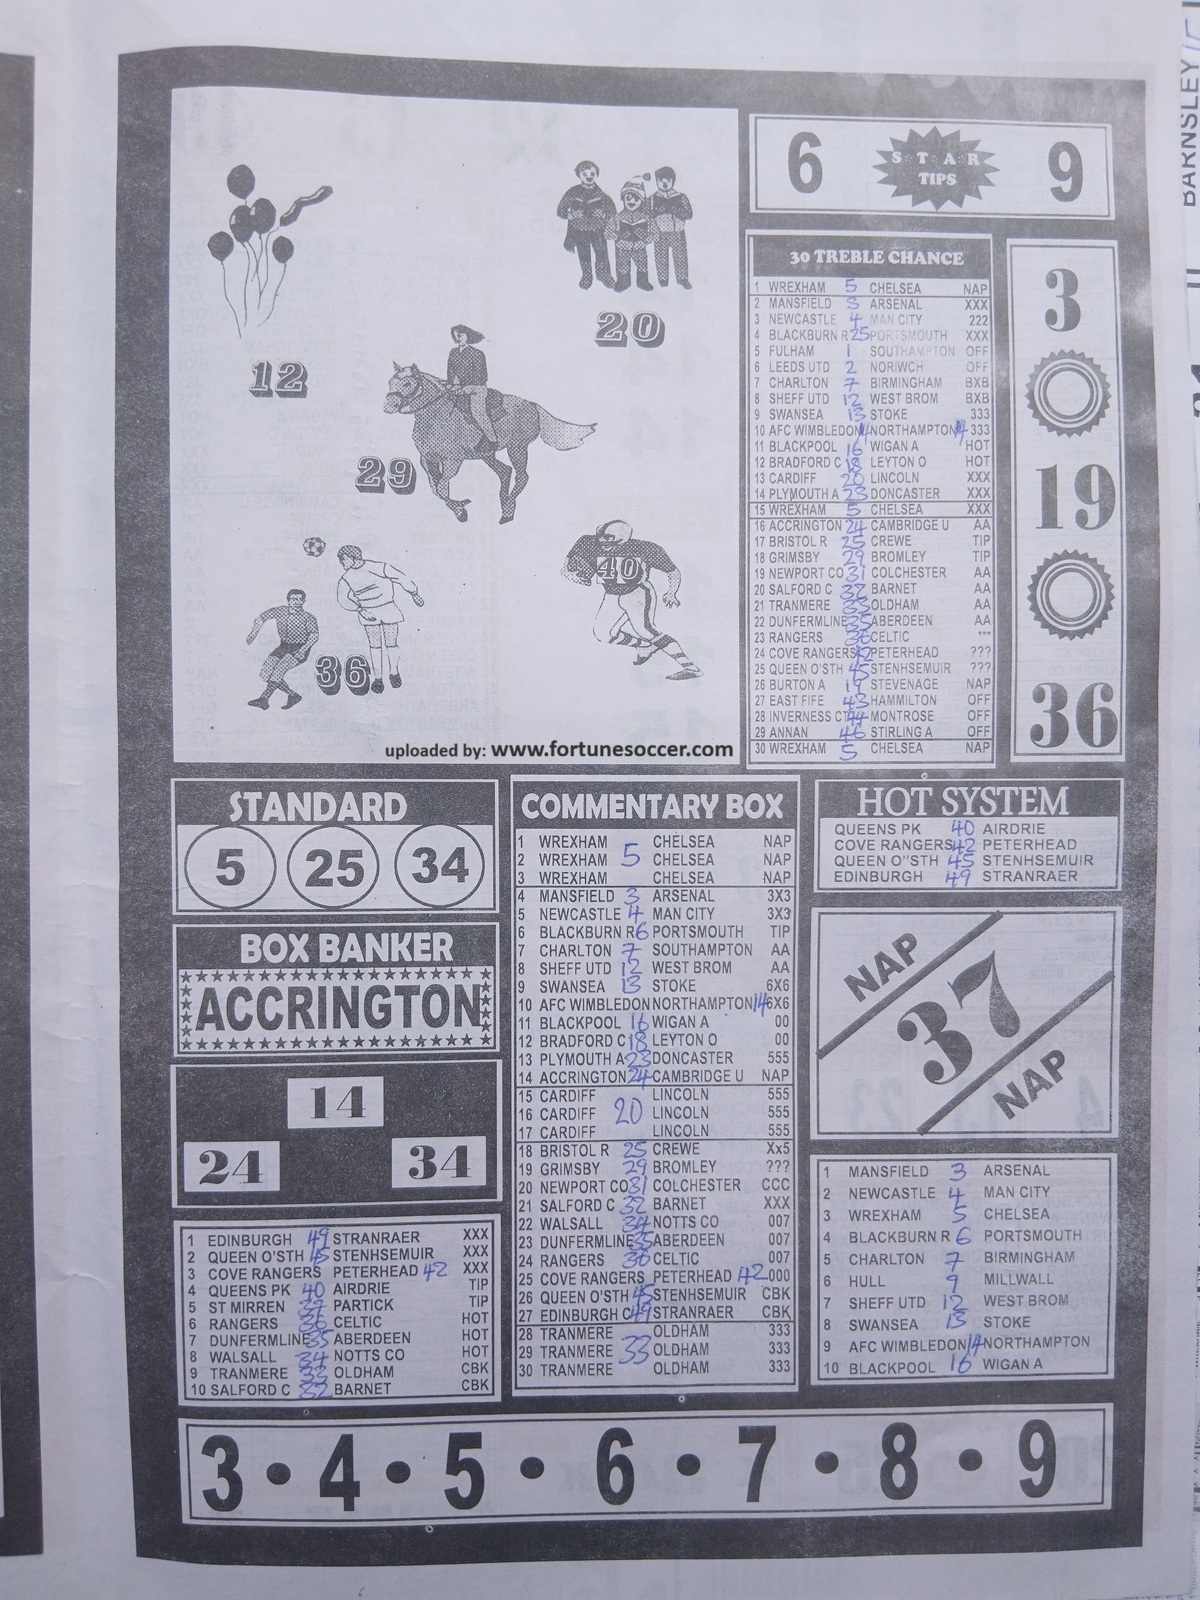 BARNSLEY
6 STAR TIPS 9
12
20
29
40
36
uploaded by: www.fortunesoccer.com
30 TREBLE CHANCE
1 WREXHAM 5 CHELSEA NAP
2 MANSFIELD 3 ARSENAL XXX
3 NEWCASTLE 4 MAN CITY 222
4 BLACKBURN R 25 PORTSMOUTH XXX
5 FULHAM 1 SOUTHAMPTON OFF
6 LEEDS UTD 2 NORIWCH OFF
7 CHARLTON 7 BIRMINGHAM BXB
8 SHEFF UTD 12 WEST BROM BXB
9 SWANSEA 13 STOKE 333
10 AFC WIMBLEDON 14 NORTHAMPTON 14 333
11 BLACKPOOL 16 WIGAN A HOT
12 BRADFORD C 18 LEYTON O HOT
13 CARDIFF 20 LINCOLN XXX
14 PLYMOUTH A 23 DONCASTER XXX
15 WREXHAM 5 CHELSEA XXX
16 ACCRINGTON 24 CAMBRIDGE U AA
17 BRISTOL R 25 CREWE TIP
18 GRIMSBY 29 BROMLEY TIP
19 NEWPORT CO 31 COLCHESTER AA
20 SALFORD C 32 BARNET AA
21 TRANMERE 33 OLDHAM AA
22 DUNFERMLINE 35 ABERDEEN AA
23 RANGERS 36 CELTIC ***
24 COVE RANGERS 42 PETERHEAD ???
25 QUEEN O'STH 45 STENHSEMUIR ???
26 BURTON A 19 STEVENAGE NAP
27 EAST FIFE 43 HAMILTON OFF
28 INVERNESS CT 44 MONTROSE OFF
29 ANNAN 46 STIRLING A OFF
30 WREXHAM 5 CHELSEA NAP
3
19
36
STANDARD
5 25 34
BOX BANKER
ACCRINGTON
14
24 34
1 EDINBURGH 49 STRANRAER XXX
2 QUEEN O'STH 45 STENHSEMUIR XXX
3 COVE RANGERS PETERHEAD 42 XXX
4 QUEENS PK 40 AIRDRIE TIP
5 ST MIRREN 37 PARTICK TIP
6 RANGERS 36 CELTIC HOT
7 DUNFERMLINE 35 ABERDEEN HOT
8 WALSALL 34 NOTTS CO HOT
9 TRANMERE 33 OLDHAM CBK
10 SALFORD C 32 BARNET CBK
COMMENTARY BOX
1 WREXHAM CHELSEA NAP
2 WREXHAM 5 CHELSEA NAP
3 WREXHAM CHELSEA NAP
4 MANSFIELD 3 ARSENAL 3X3
5 NEWCASTLE 4 MAN CITY 3X3
6 BLACKBURN R 6 PORTSMOUTH TIP
7 CHARLTON 7 SOUTHAMPTON AA
8 SHEFF UTD 12 WEST BROM AA
9 SWANSEA 13 STOKE 6X6
10 AFC WIMBLEDON NORTHAMPTON 14 6X6
11 BLACKPOOL 16 WIGAN A 00
12 BRADFORD C 18 LEYTON O 00
13 PLYMOUTH A 23 DONCASTER 555
14 ACCRINGTON 24 CAMBRIDGE U NAP
15 CARDIFF LINCOLN 555
16 CARDIFF 20 LINCOLN 555
17 CARDIFF LINCOLN 555
18 BRISTOL R 25 CREWE Xx5
19 GRIMSBY 29 BROMLEY ???
20 NEWPORT CO 31 COLCHESTER CCC
21 SALFORD C 32 BARNET XXX
22 WALSALL 34 NOTTS CO 007
23 DUNFERMLINE 35 ABERDEEN 007
24 RANGERS 36 CELTIC 007
25 COVE RANGERS PETERHEAD 42 000
26 QUEEN O'STH 45 STENHSEMUIR CBK
27 EDINBURGH C 49 STRANRAER CBK
28 TRANMERE OLDHAM 333
29 TRANMERE 33 OLDHAM 333
30 TRANMERE OLDHAM 333
HOT SYSTEM
QUEENS PK 40 AIRDRIE
COVE RANGERS 42 PETERHEAD
QUEEN O"STH 45 STENHSEMUIR
EDINBURGH 49 STRANRAER
NAP
37
NAP
1 MANSFIELD 3 ARSENAL
2 NEWCASTLE 4 MAN CITY
3 WREXHAM 5 CHELSEA
4 BLACKBURN R 6 PORTSMOUTH
5 CHARLTON 7 BIRMINGHAM
6 HULL 9 MILLWALL
7 SHEFF UTD 12 WEST BROM
8 SWANSEA 13 STOKE
9 AFC WIMBLEDON 14 NORTHAMPTON
10 BLACKPOOL 16 WIGAN A
3 • 4 • 5 • 6 • 7 • 8 • 9